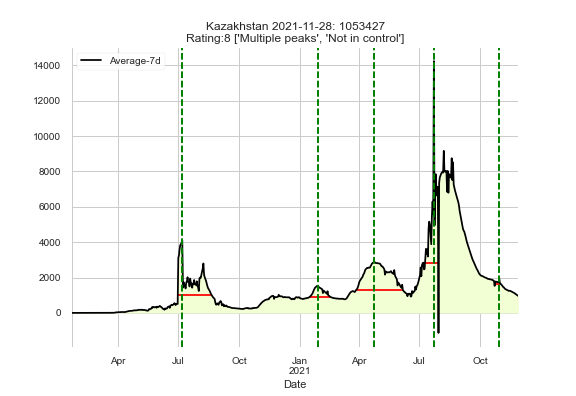 Kazakhstan 2021-11-28: 1053427
Rating:8 ['Multiple peaks', 'Not in control']
Average-7d
14000
12000
10000
8000
6000
4000
2000
0
Apr Jul Oct Jan Apr Jul Oct
2021
Date